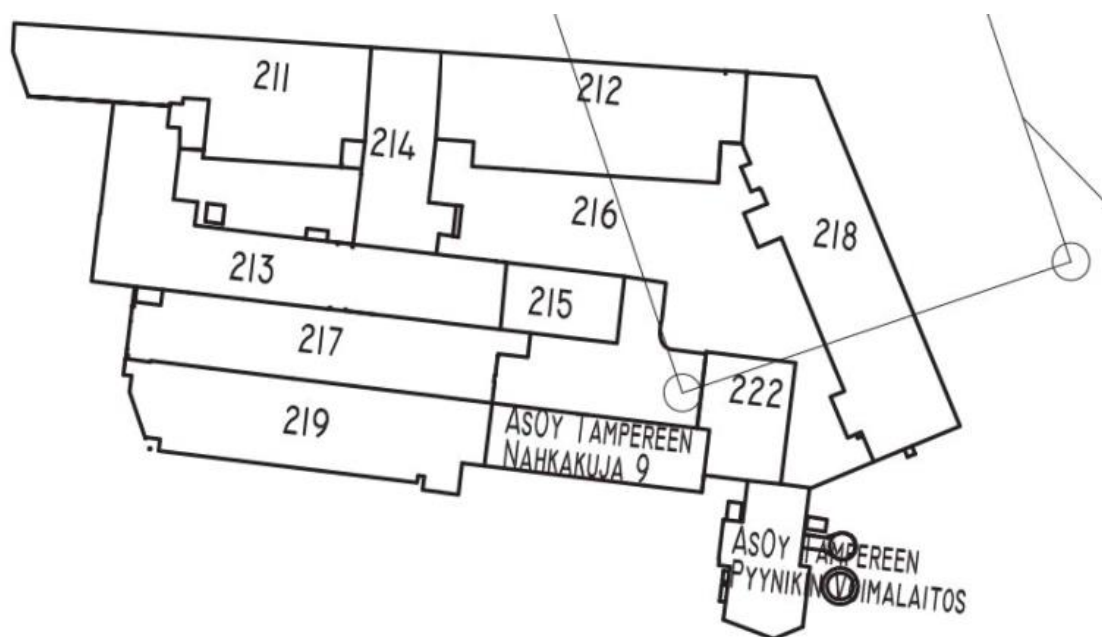 211
212
214
216
218
213
215
217
222
219
ASOY TAMPEREEN
NAHKAKUJA 9
ASOY TAMPEREEN
PYYNIKIN VOIMALAITOS